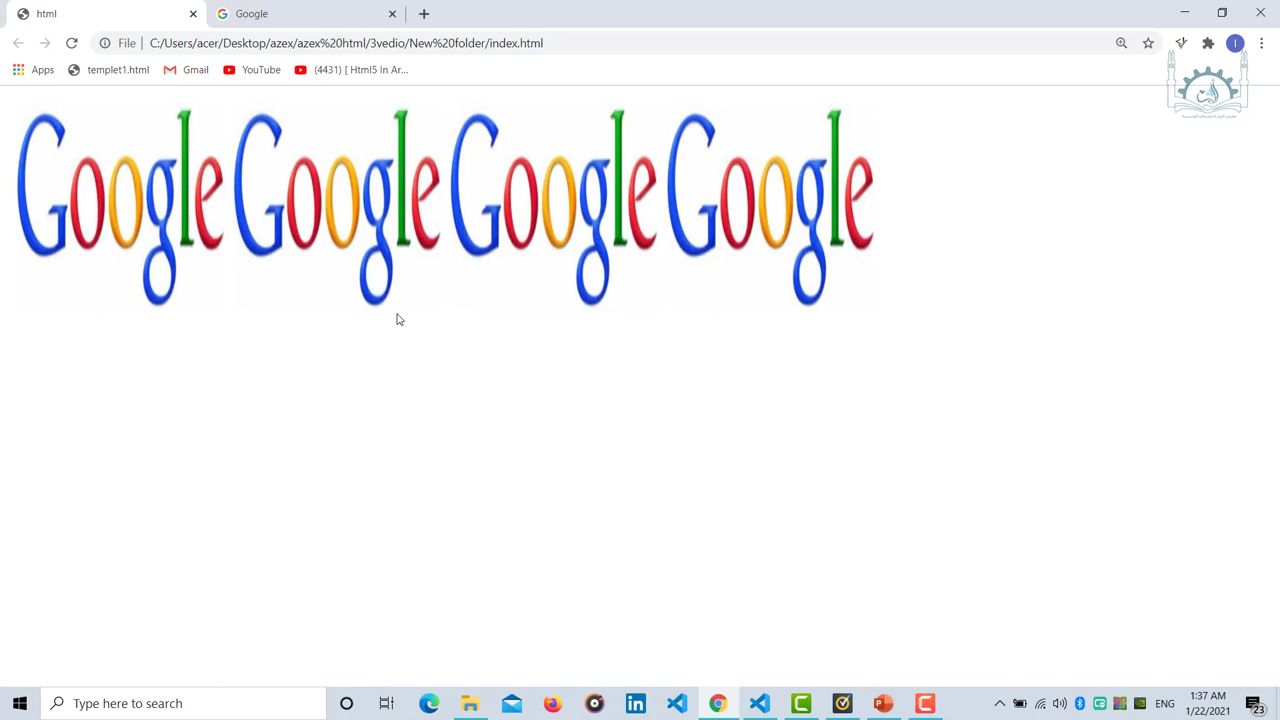 html
Google
File
C:/Users/acer/Desktop/azex/azex%20html/3vedio/New%20folder/index.html
I
Apps
templet1.html
Gmail
YouTube
(4431) [ Html5 In Ar...
Google Google Google Google
Type here to search
ENG
1:37 AM
1/22/2021
23